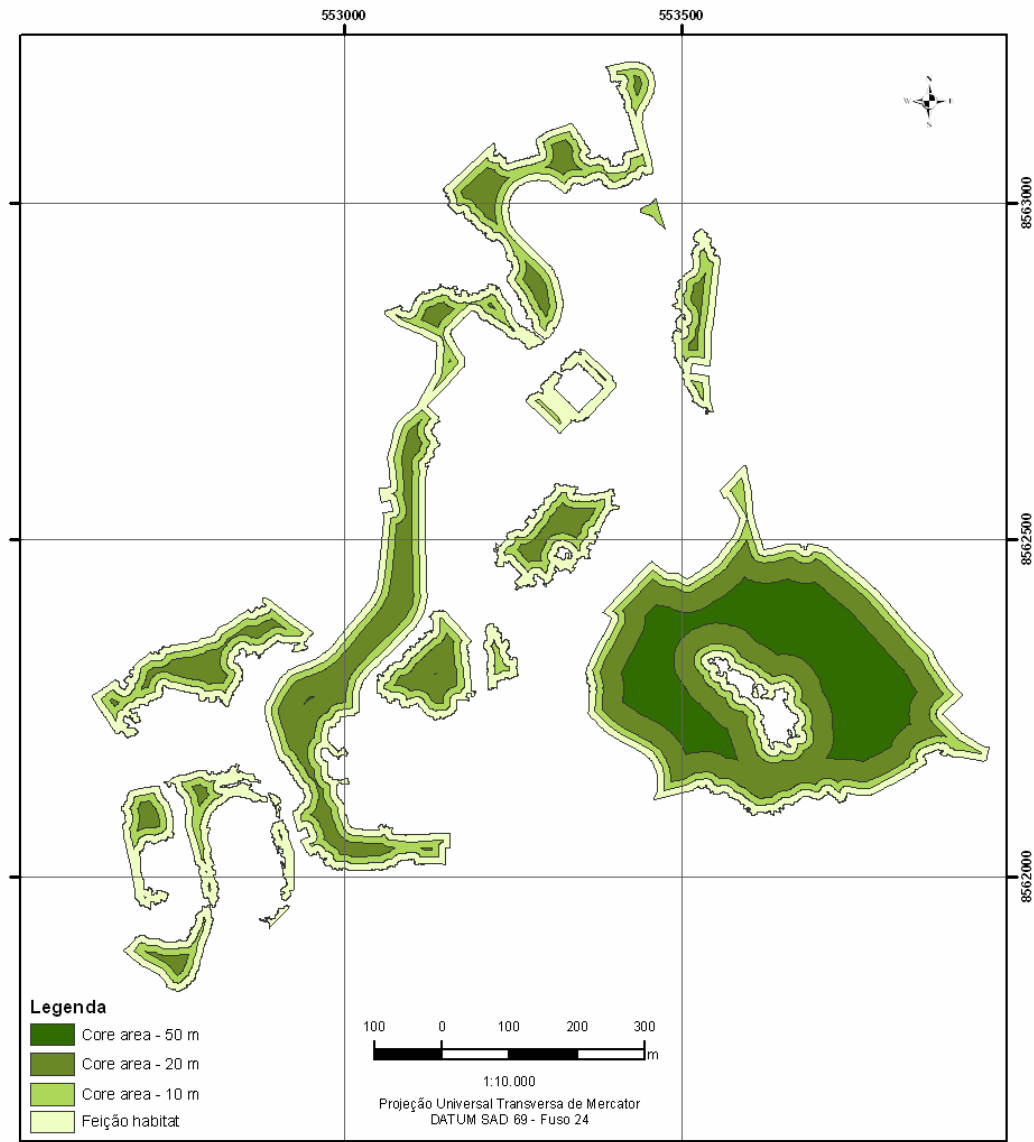 553000 553500
N
W E
S
8563000
8562500
8562000
Legenda
Core area - 50 m
Core area - 20 m
Core area - 10 m
Feição habitat
100 0 100 200 300
m
1:10.000
Projeção Universal Transversa de Mercator
DATUM SAD 69 - Fuso 24